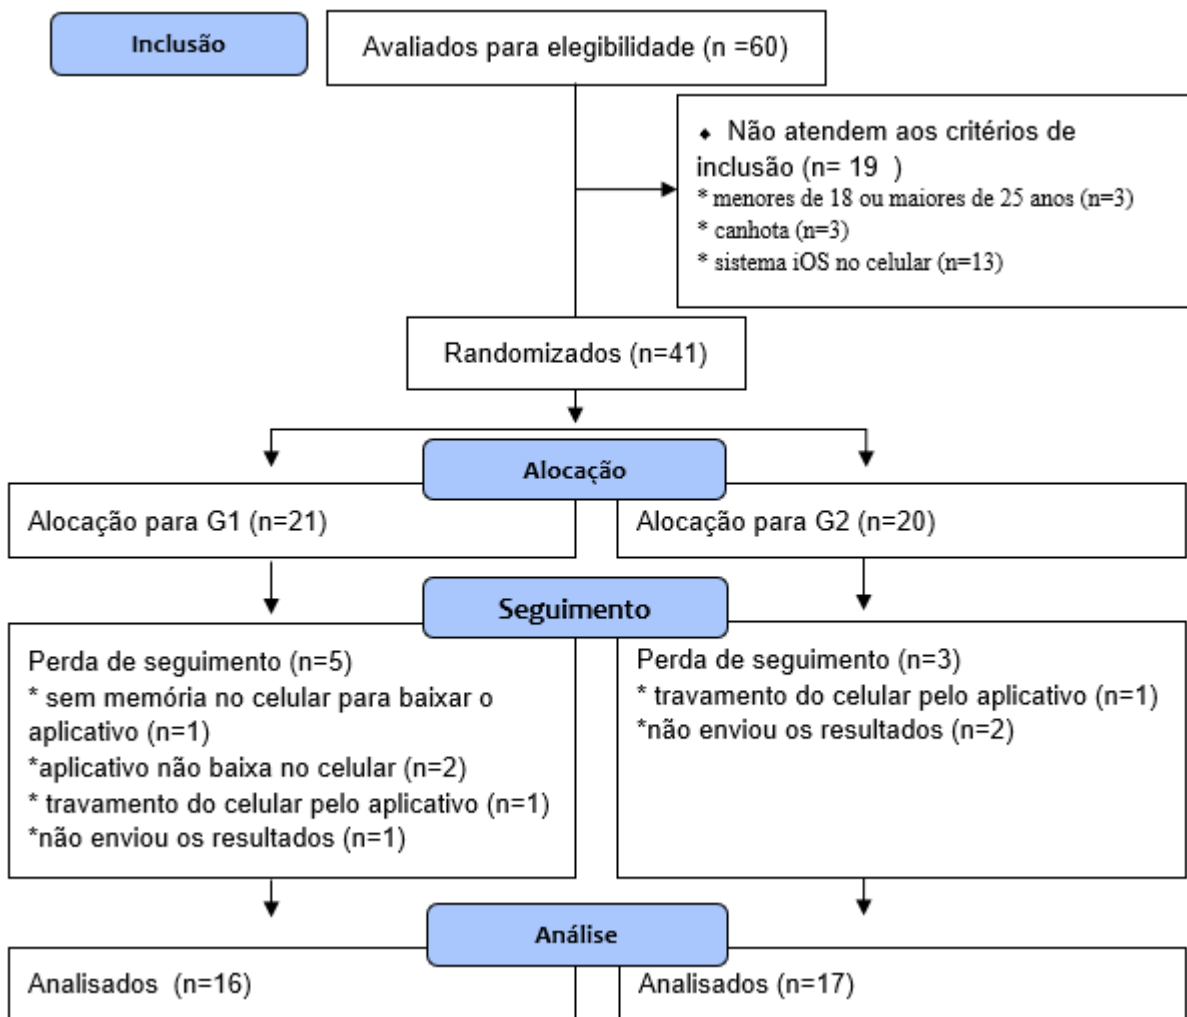 Inclusão
Avaliados para elegibilidade (n =60)
⬥ Não atendem aos critérios de
inclusão (n= 19 )
* menores de 18 ou maiores de 25 anos (n=3)
* canhota (n=3)
* sistema iOS no celular (n=13)
Randomizados (n=41)
Alocação
Alocação para G1 (n=21)
Alocação para G2 (n=20)
Seguimento
Perda de seguimento (n=5)
* sem memória no celular para baixar o
aplicativo (n=1)
*aplicativo não baixa no celular (n=2)
* travamento do celular pelo aplicativo (n=1)
*não enviou os resultados (n=1)
Perda de seguimento (n=3)
* travamento do celular pelo aplicativo (n=1)
*não enviou os resultados (n=2)
Análise
Analisados (n=16)
Analisados (n=17)